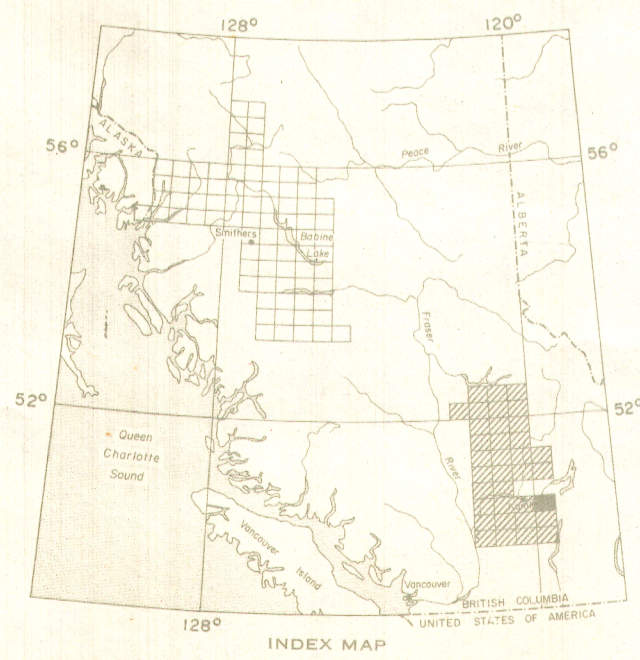 128°
120°
ALASKA
56°
Peace
River
56°
ALBERTA
Smithers
Babine
Lake
Fraser
52°
52°
Queen
Charlotte
Sound
River
Vancouver
Island
Vancouver
BRITISH COLUMBIA
UNITED STATES OF AMERICA
128°
INDEX MAP